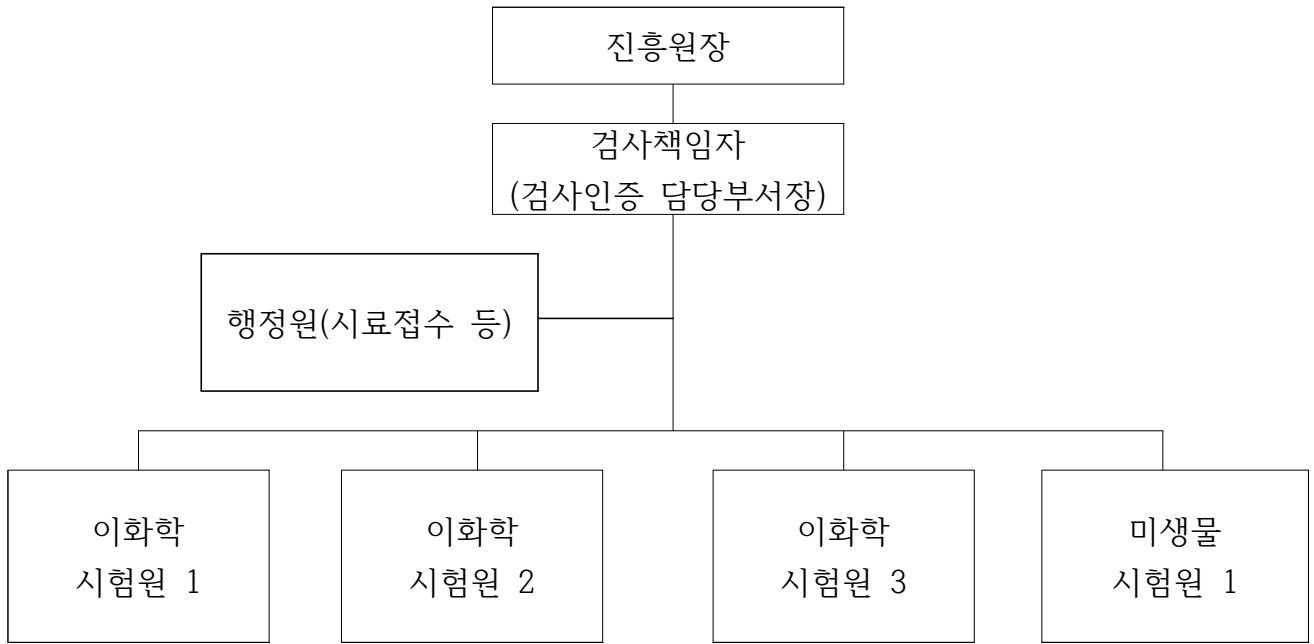 진흥원장
검사책임자
(검사인증 담당부서장)
행정원(시료접수 등)
이화학
시험원 1
이화학
시험원 2
이화학
시험원 3
미생물
시험원 1